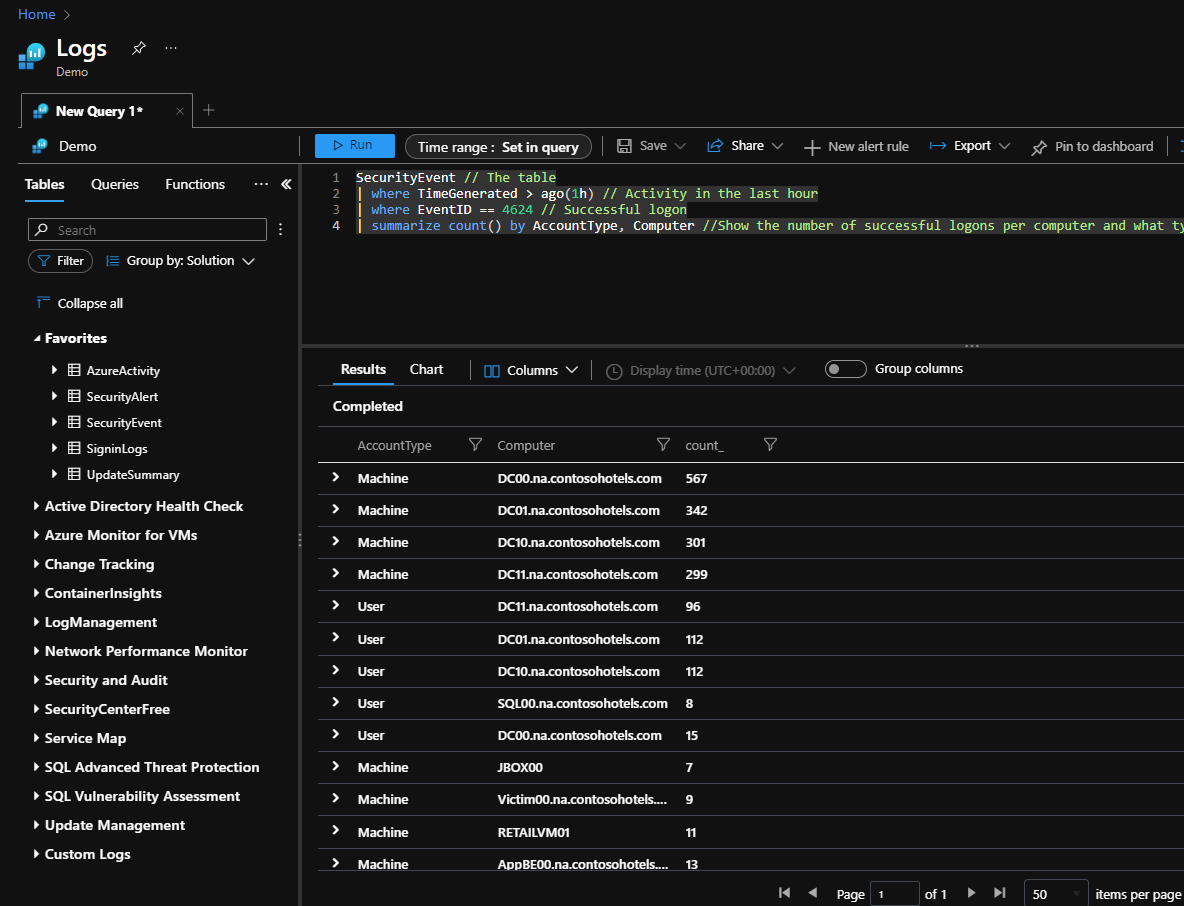 Home
Logs
Demo
New Query 1*
Demo
Run
Time range : Set in query
Save
Share
New alert rule
Export
Pin to dashboard
Tables Queries Functions
Search
Filter
Group by: Solution
Collapse all
Favorites
AzureActivity
SecurityAlert
SecurityEvent
SigninLogs
UpdateSummary
Active Directory Health Check
Azure Monitor for VMs
Change Tracking
ContainerInsights
LogManagement
Network Performance Monitor
Security and Audit
SecurityCenterFree
Service Map
SQL Advanced Threat Protection
SQL Vulnerability Assessment
Update Management
Custom Logs
1 SecurityEvent // The table
2 | where TimeGenerated > ago(1h) // Activity in the last hour
3 | where EventID == 4624 // Successful logon
4 | summarize count() by AccountType, Computer //Show the number of successful logons per computer and what ty
Results Chart
Columns
Display time (UTC+00:00)
Group columns
Completed
AccountType Computer count_
Machine DC00.na.contosohotels.com 567
Machine DC01.na.contosohotels.com 342
Machine DC10.na.contosohotels.com 301
Machine DC11.na.contosohotels.com 299
User DC11.na.contosohotels.com 96
User DC01.na.contosohotels.com 112
User DC10.na.contosohotels.com 112
User SQL00.na.contosohotels.com 8
User DC00.na.contosohotels.com 15
Machine JBOX00 7
Machine Victim00.na.contosohotels.... 9
Machine RETAILVM01 11
Machine AppBE00.na.contosohotels.... 13
Page 1 of 1 50 items per page